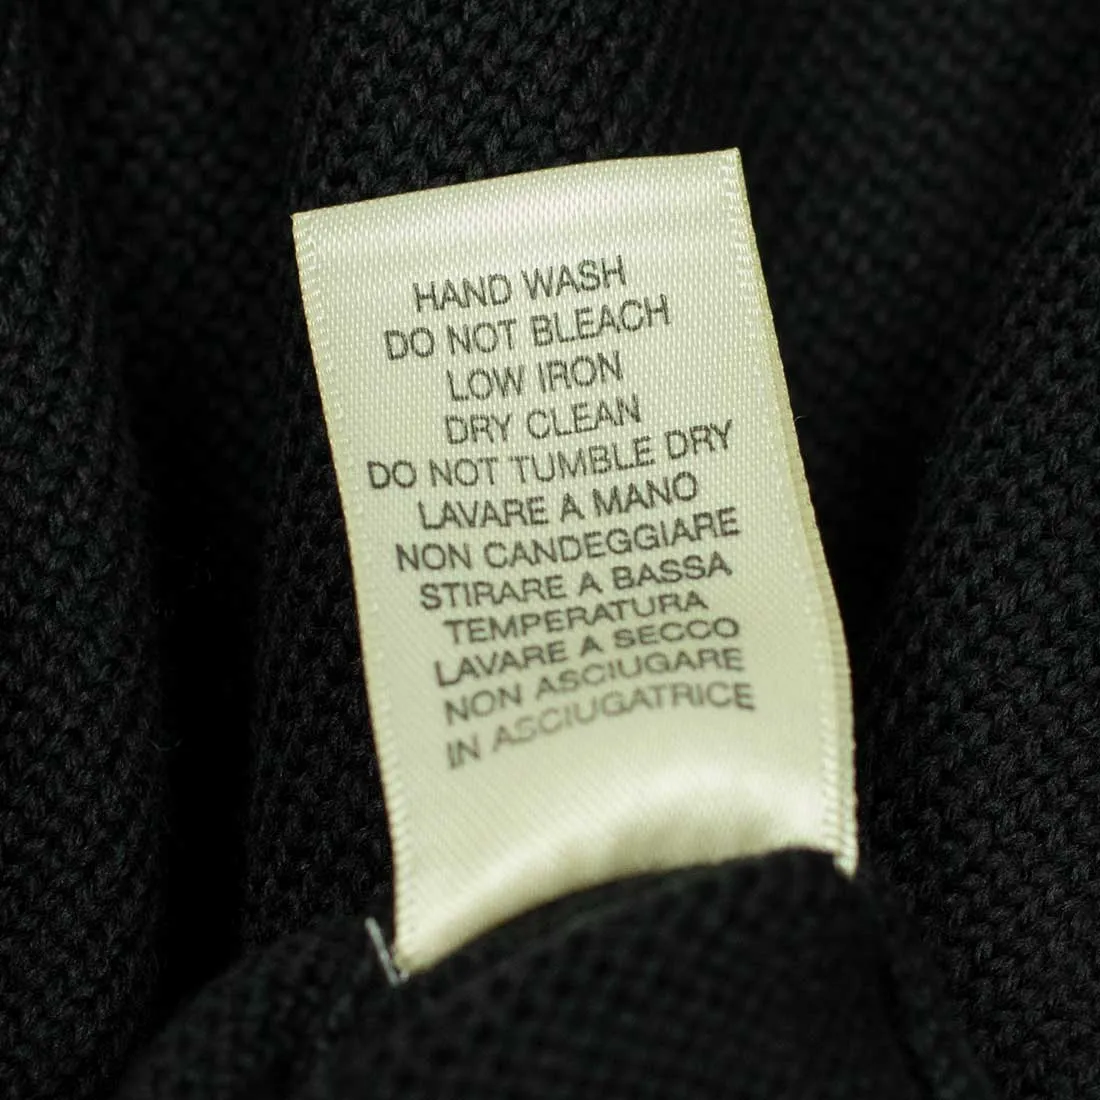 HAND WASH
DO NOT BLEACH
LOW IRON
DRY CLEAN
DO NOT TUMBLE DRY
LAVARE A MANO
NON CANDEGGIARE
STIRARE A BASSA
TEMPERATURA
LAVARE A SECCO
NON ASCIUGARE
IN ASCIUGATRICE